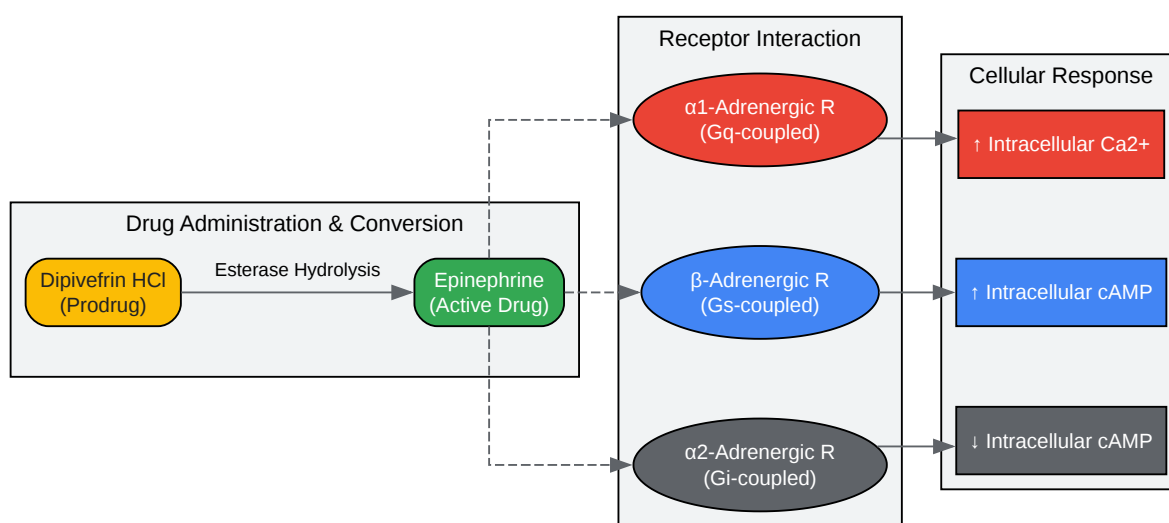 Drug Administration & Conversion
Dipivefrin HCl
(Prodrug)
Esterase Hydrolysis
Epinephrine
(Active Drug)
Receptor Interaction
α1-Adrenergic R
(Gq-coupled)
β-Adrenergic R
(Gs-coupled)
α2-Adrenergic R
(Gi-coupled)
Cellular Response
↑ Intracellular Ca2+
↑ Intracellular cAMP
↓ Intracellular cAMP